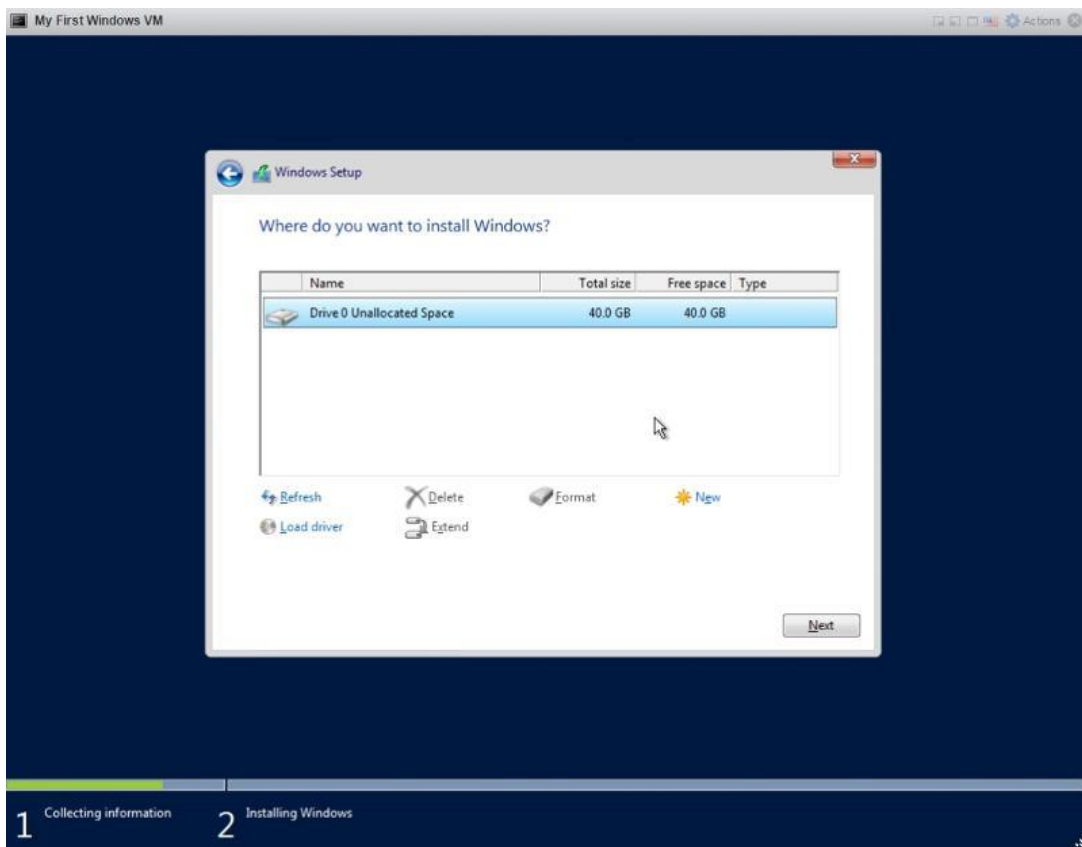 My First Windows VM Actions
Windows Setup
Where do you want to install Windows?
Name Total size Free space Type
Drive 0 Unallocated Space 40.0 GB 40.0 GB
Refresh Delete Format New
Load driver Extend
Next
1 Collecting information 2 Installing Windows